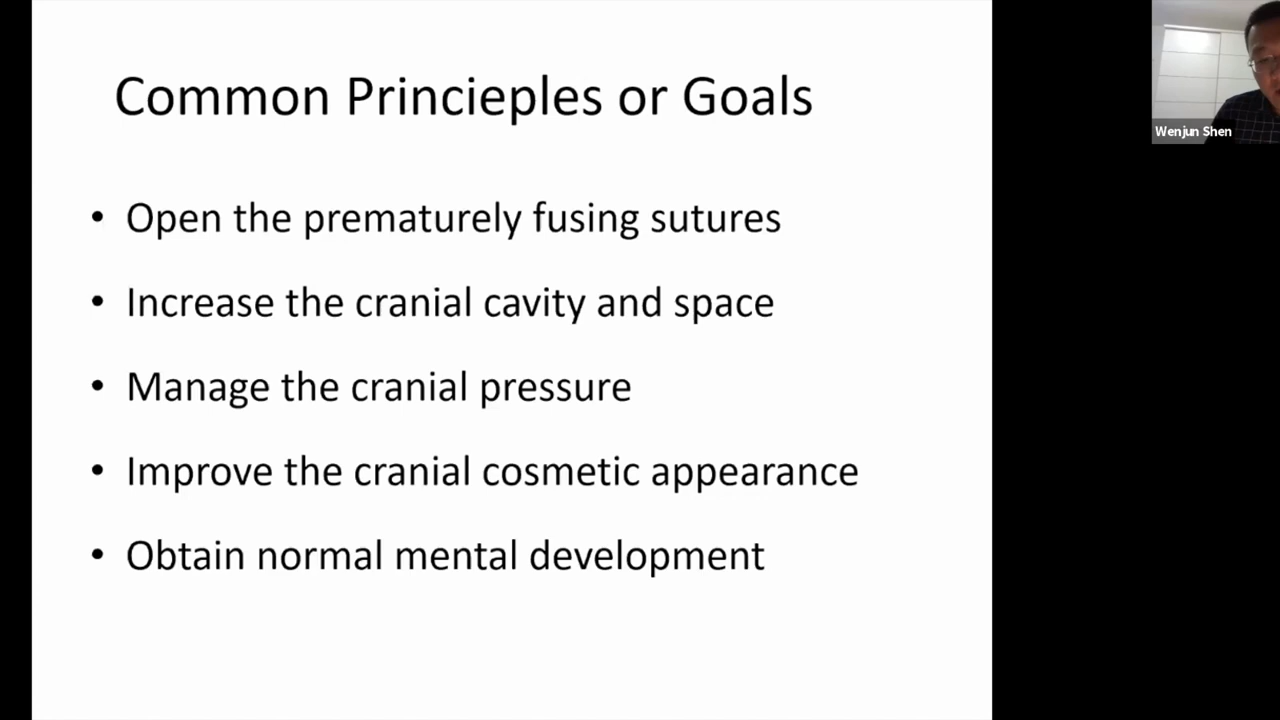 Common Princieples or Goals
• Open the prematurely fusing sutures
• Increase the cranial cavity and space
• Manage the cranial pressure
• Improve the cranial cosmetic appearance
• Obtain normal mental development
Wenjun Shen